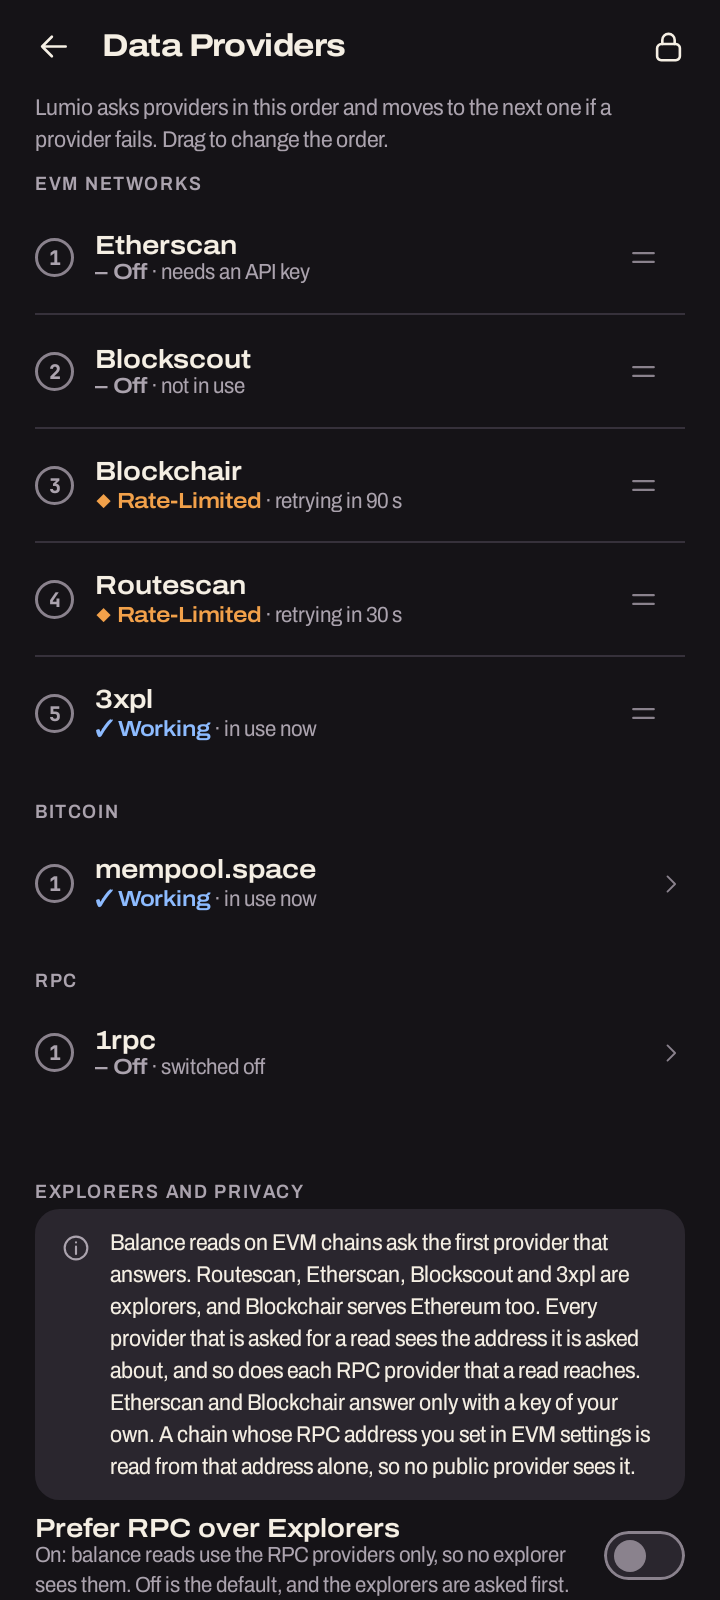 Data Providers
Lumio asks providers in this order and moves to the next one if a
provider fails. Drag to change the order.
EVM NETWORKS
1 Etherscan
– Off · needs an API key
2 Blockscout
– Off · not in use
3 Blockchair
◆ Rate-Limited · retrying in 90 s
4 Routescan
◆ Rate-Limited · retrying in 30 s
5 3xpl
✓ Working · in use now
BITCOIN
1 mempool.space
✓ Working · in use now
RPC
1 1rpc
– Off · switched off
EXPLORERS AND PRIVACY
Balance reads on EVM chains ask the first provider that
answers. Routescan, Etherscan, Blockscout and 3xpl are
explorers, and Blockchair serves Ethereum too. Every
provider that is asked for a read sees the address it is asked
about, and so does each RPC provider that a read reaches.
Etherscan and Blockchair answer only with a key of your
own. A chain whose RPC address you set in EVM settings is
read from that address alone, so no public provider sees it.
Prefer RPC over Explorers
On: balance reads use the RPC providers only, so no explorer
sees them. Off is the default, and the explorers are asked first.